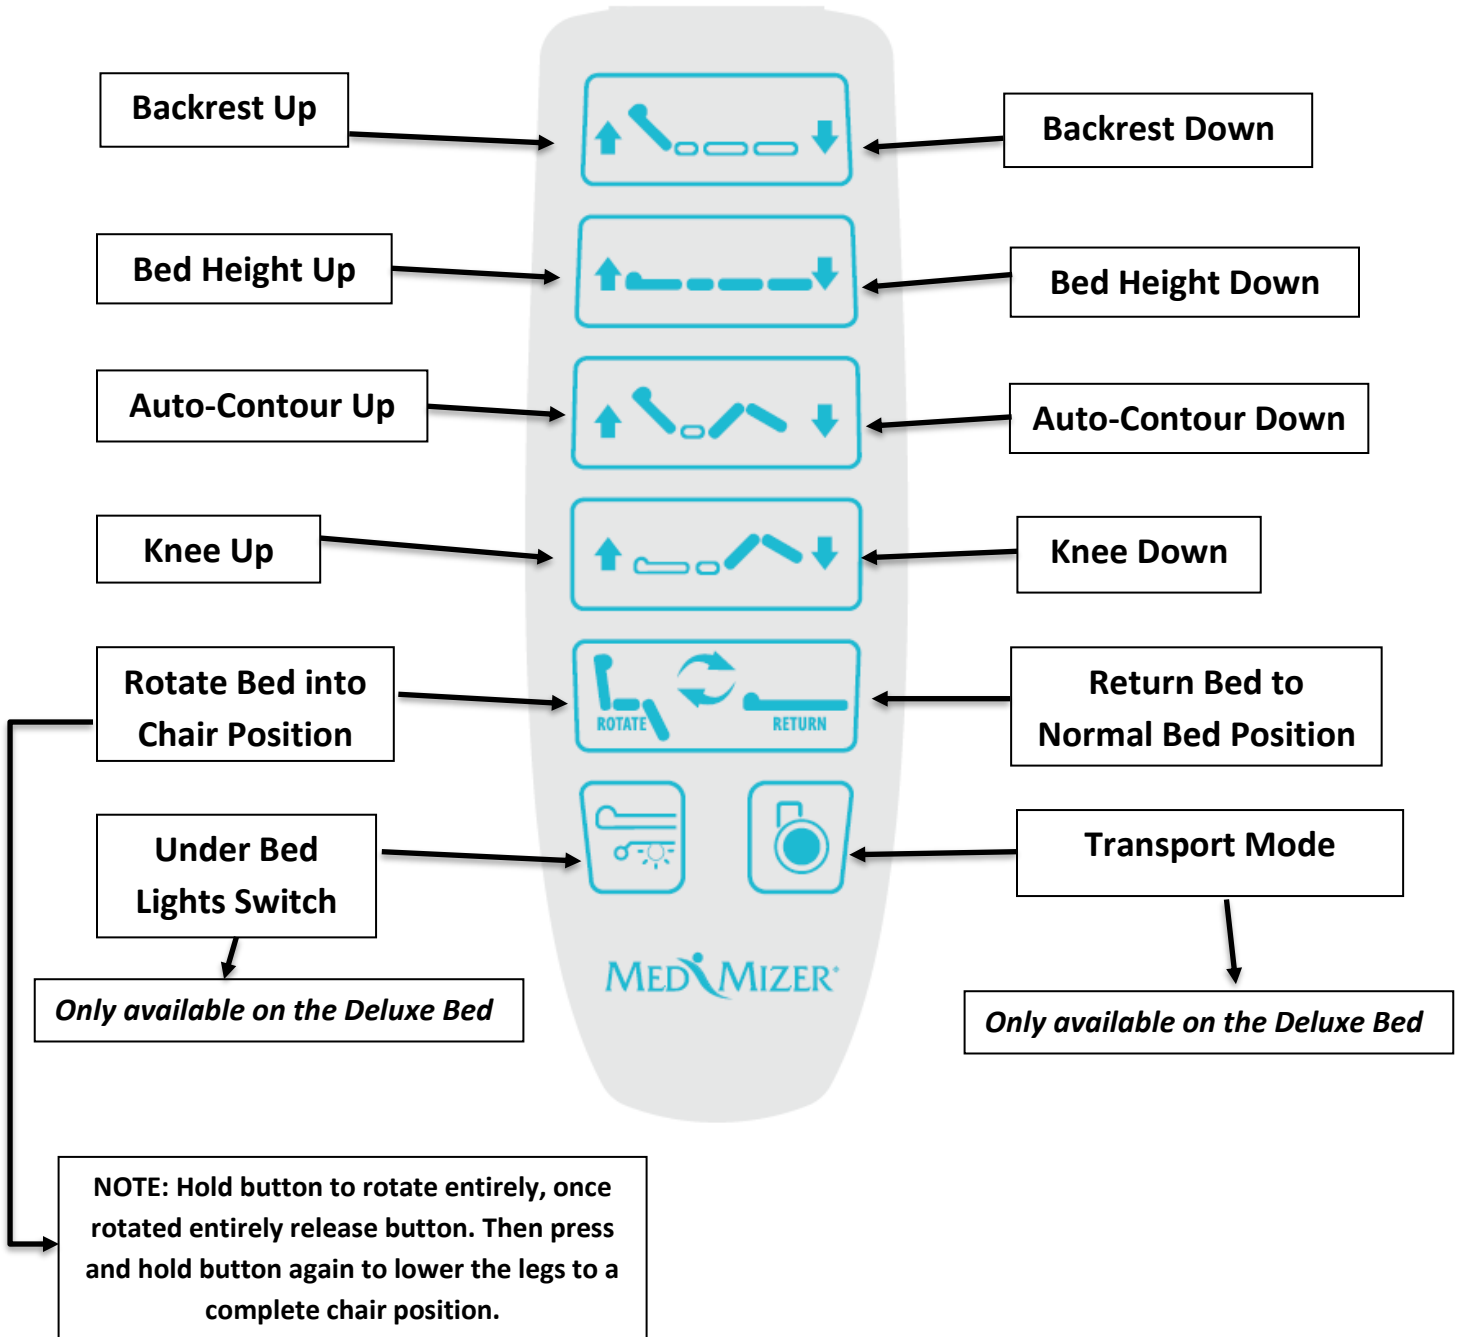 Backrest Up
Backrest Down
Bed Height Up
Bed Height Down
Auto-Contour Up
Auto-Contour Down
Knee Up
Knee Down
Rotate Bed into
Chair Position
ROTATE
RETURN
Return Bed to
Normal Bed Position
Under Bed
Lights Switch
Transport Mode
MEDMIZER®
Only available on the Deluxe Bed
Only available on the Deluxe Bed
NOTE: Hold button to rotate entirely, once
rotated entirely release button. Then press
and hold button again to lower the legs to a
complete chair position.